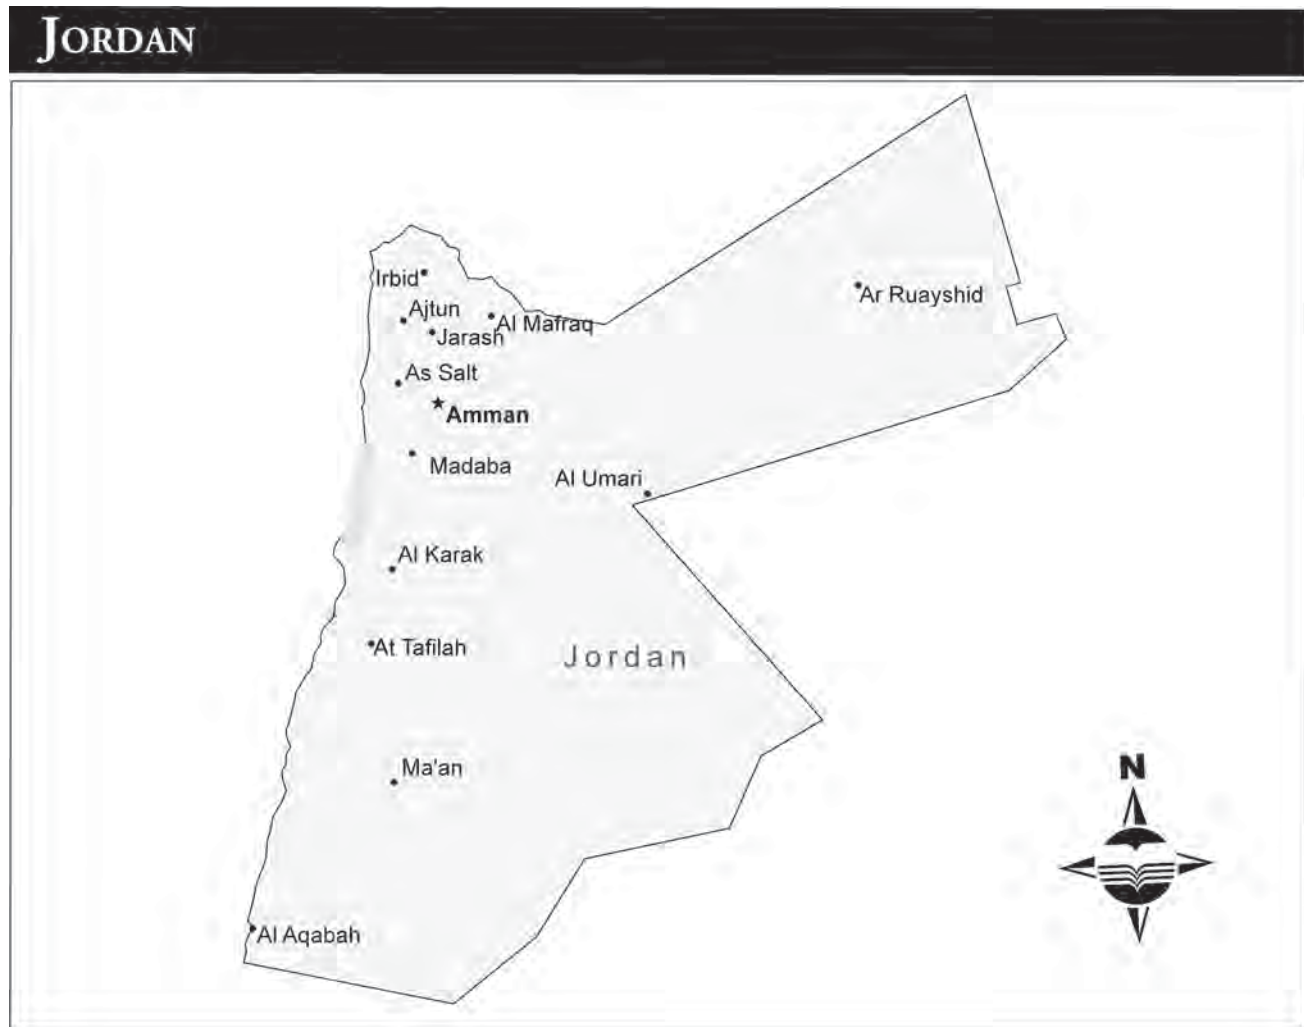 JORDAN
Irbid
Ar Ruayshid
Ajtun
Al Mafraq
Jarash
As Salt
Amman
Madaba
Al Umari
Al Karak
At Tafilah
Jordan
Ma'an
N
Al Aqabah